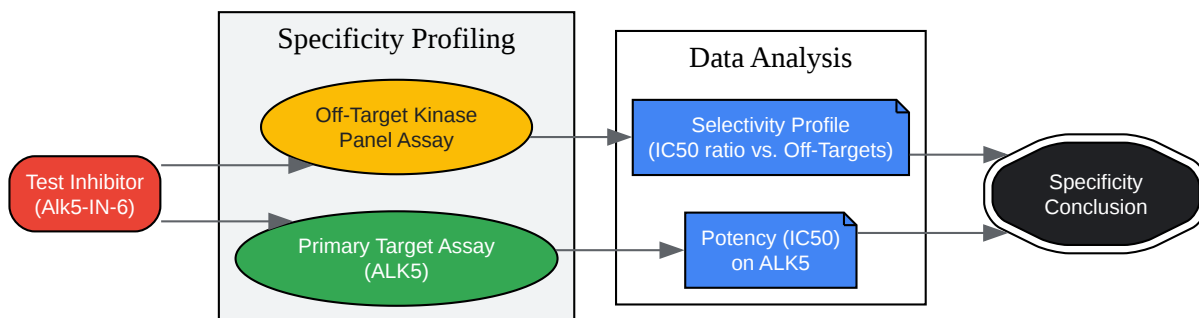 Specificity Profiling
Data Analysis
Test Inhibitor
(Alk5-IN-6)
Off-Target Kinase
Panel Assay
Primary Target Assay
(ALK5)
Selectivity Profile
(IC50 ratio vs. Off-Targets)
Potency (IC50)
on ALK5
Specificity
Conclusion